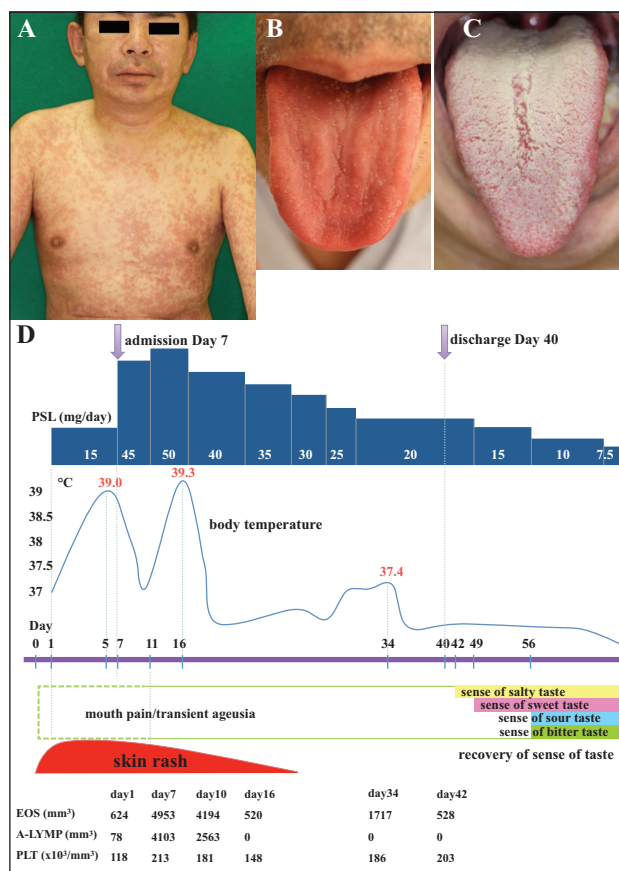 A
B
C
D
admission Day 7
discharge Day 40
PSL (mg/day)
15 45 50 40 35 30 25 20 15 10 7.5
°C
39.0
39.3
39
38.5
38
37.5
37
body temperature
37.4
Day
0 1 5 7 11 16 34 40 42 49 56
mouth pain/transient ageusia
sense of salty taste
sense of sweet taste
sense of sour taste
sense of bitter taste
skin rash
recovery of sense of taste
day1 day7 day10 day16 day34 day42
EOS (mm³) 624 4953 4194 520 1717 528
A-LYMP (mm³) 78 4103 2563 0 0 0
PLT (x10³/mm³) 118 213 181 148 186 203